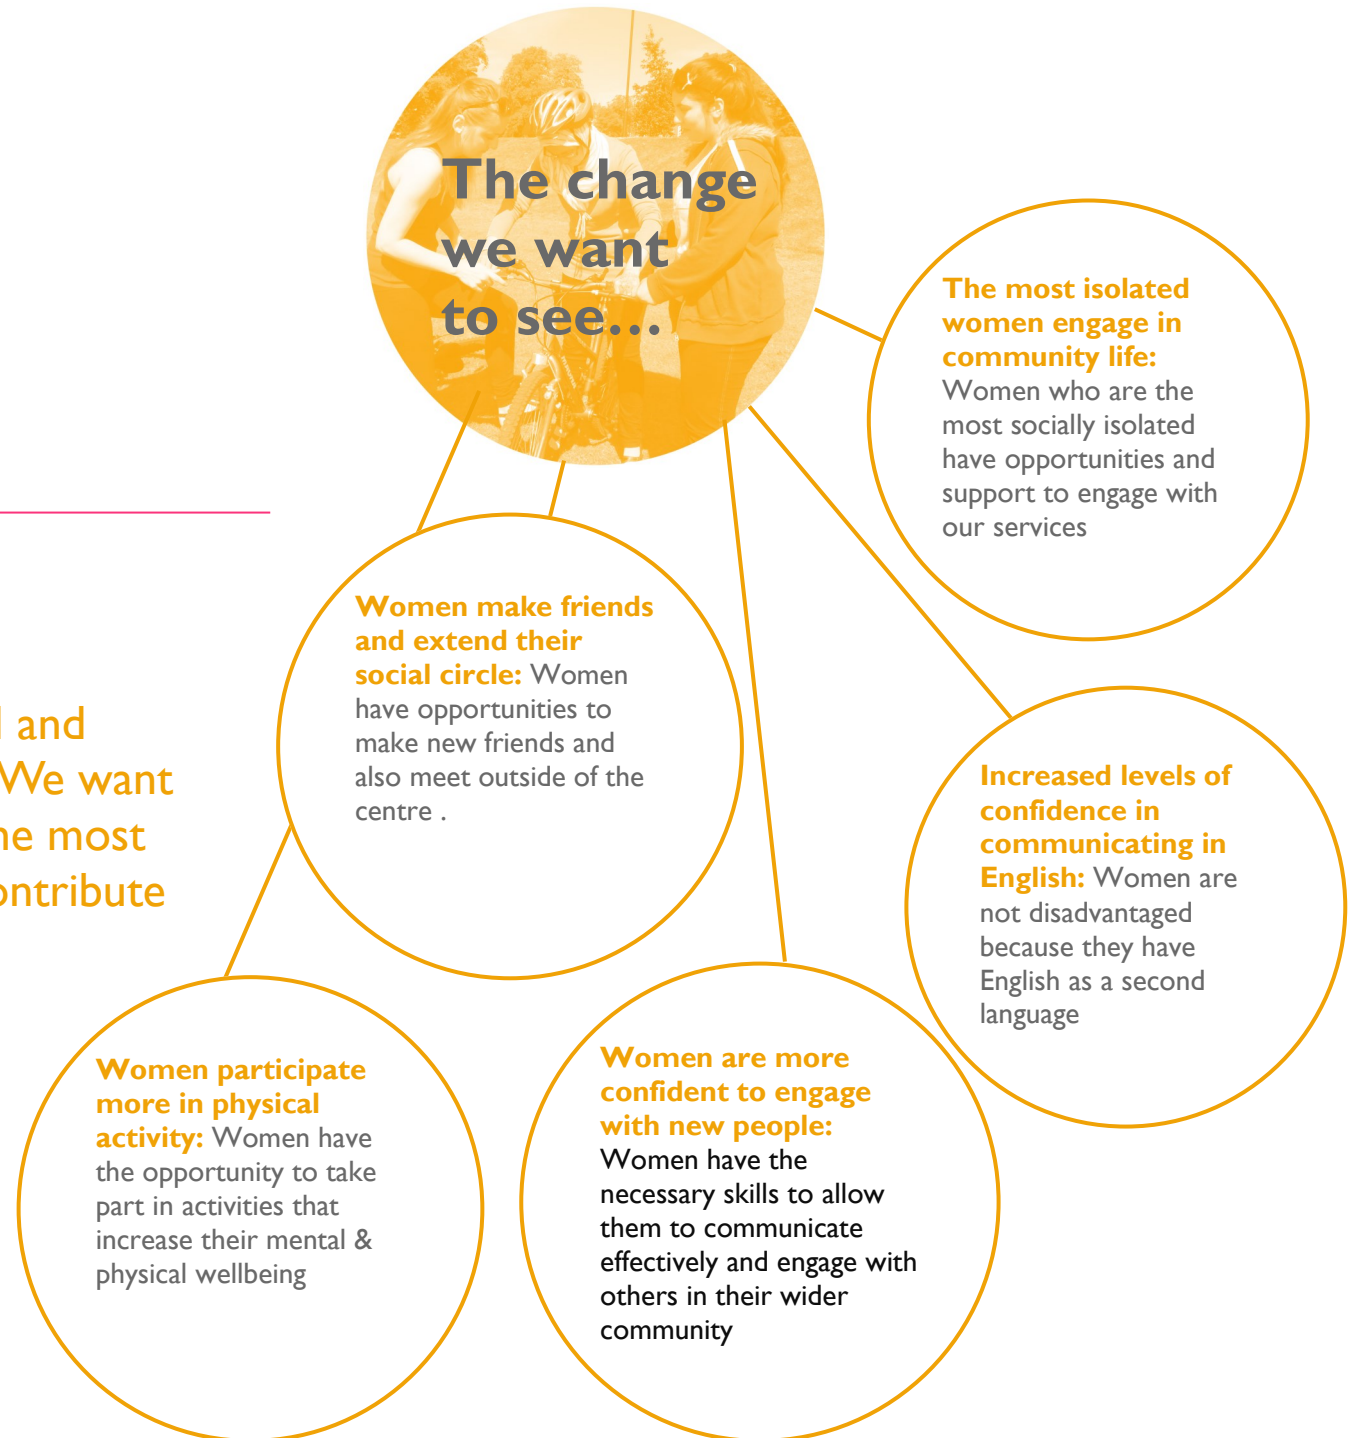 The change
we want
to see...
The most isolated
women engage in
community life:
Women who are the
most socially isolated
have opportunities and
support to engage with
our services
Women make friends
and extend their
social circle: Women
have opportunities to
make new friends and
also meet outside of the
centre .
and
We want
most
Increased levels of
confidence in
communicating in
English: Women are
not disadvantaged
because they have
English as a second
language
Women participate
more in physical
activity: Women have
the opportunity to take
part in activities that
increase their mental &
physical wellbeing
Women are more
confident to engage
with new people:
Women have the
necessary skills to allow
them to communicate
effectively and engage with
others in their wider
community